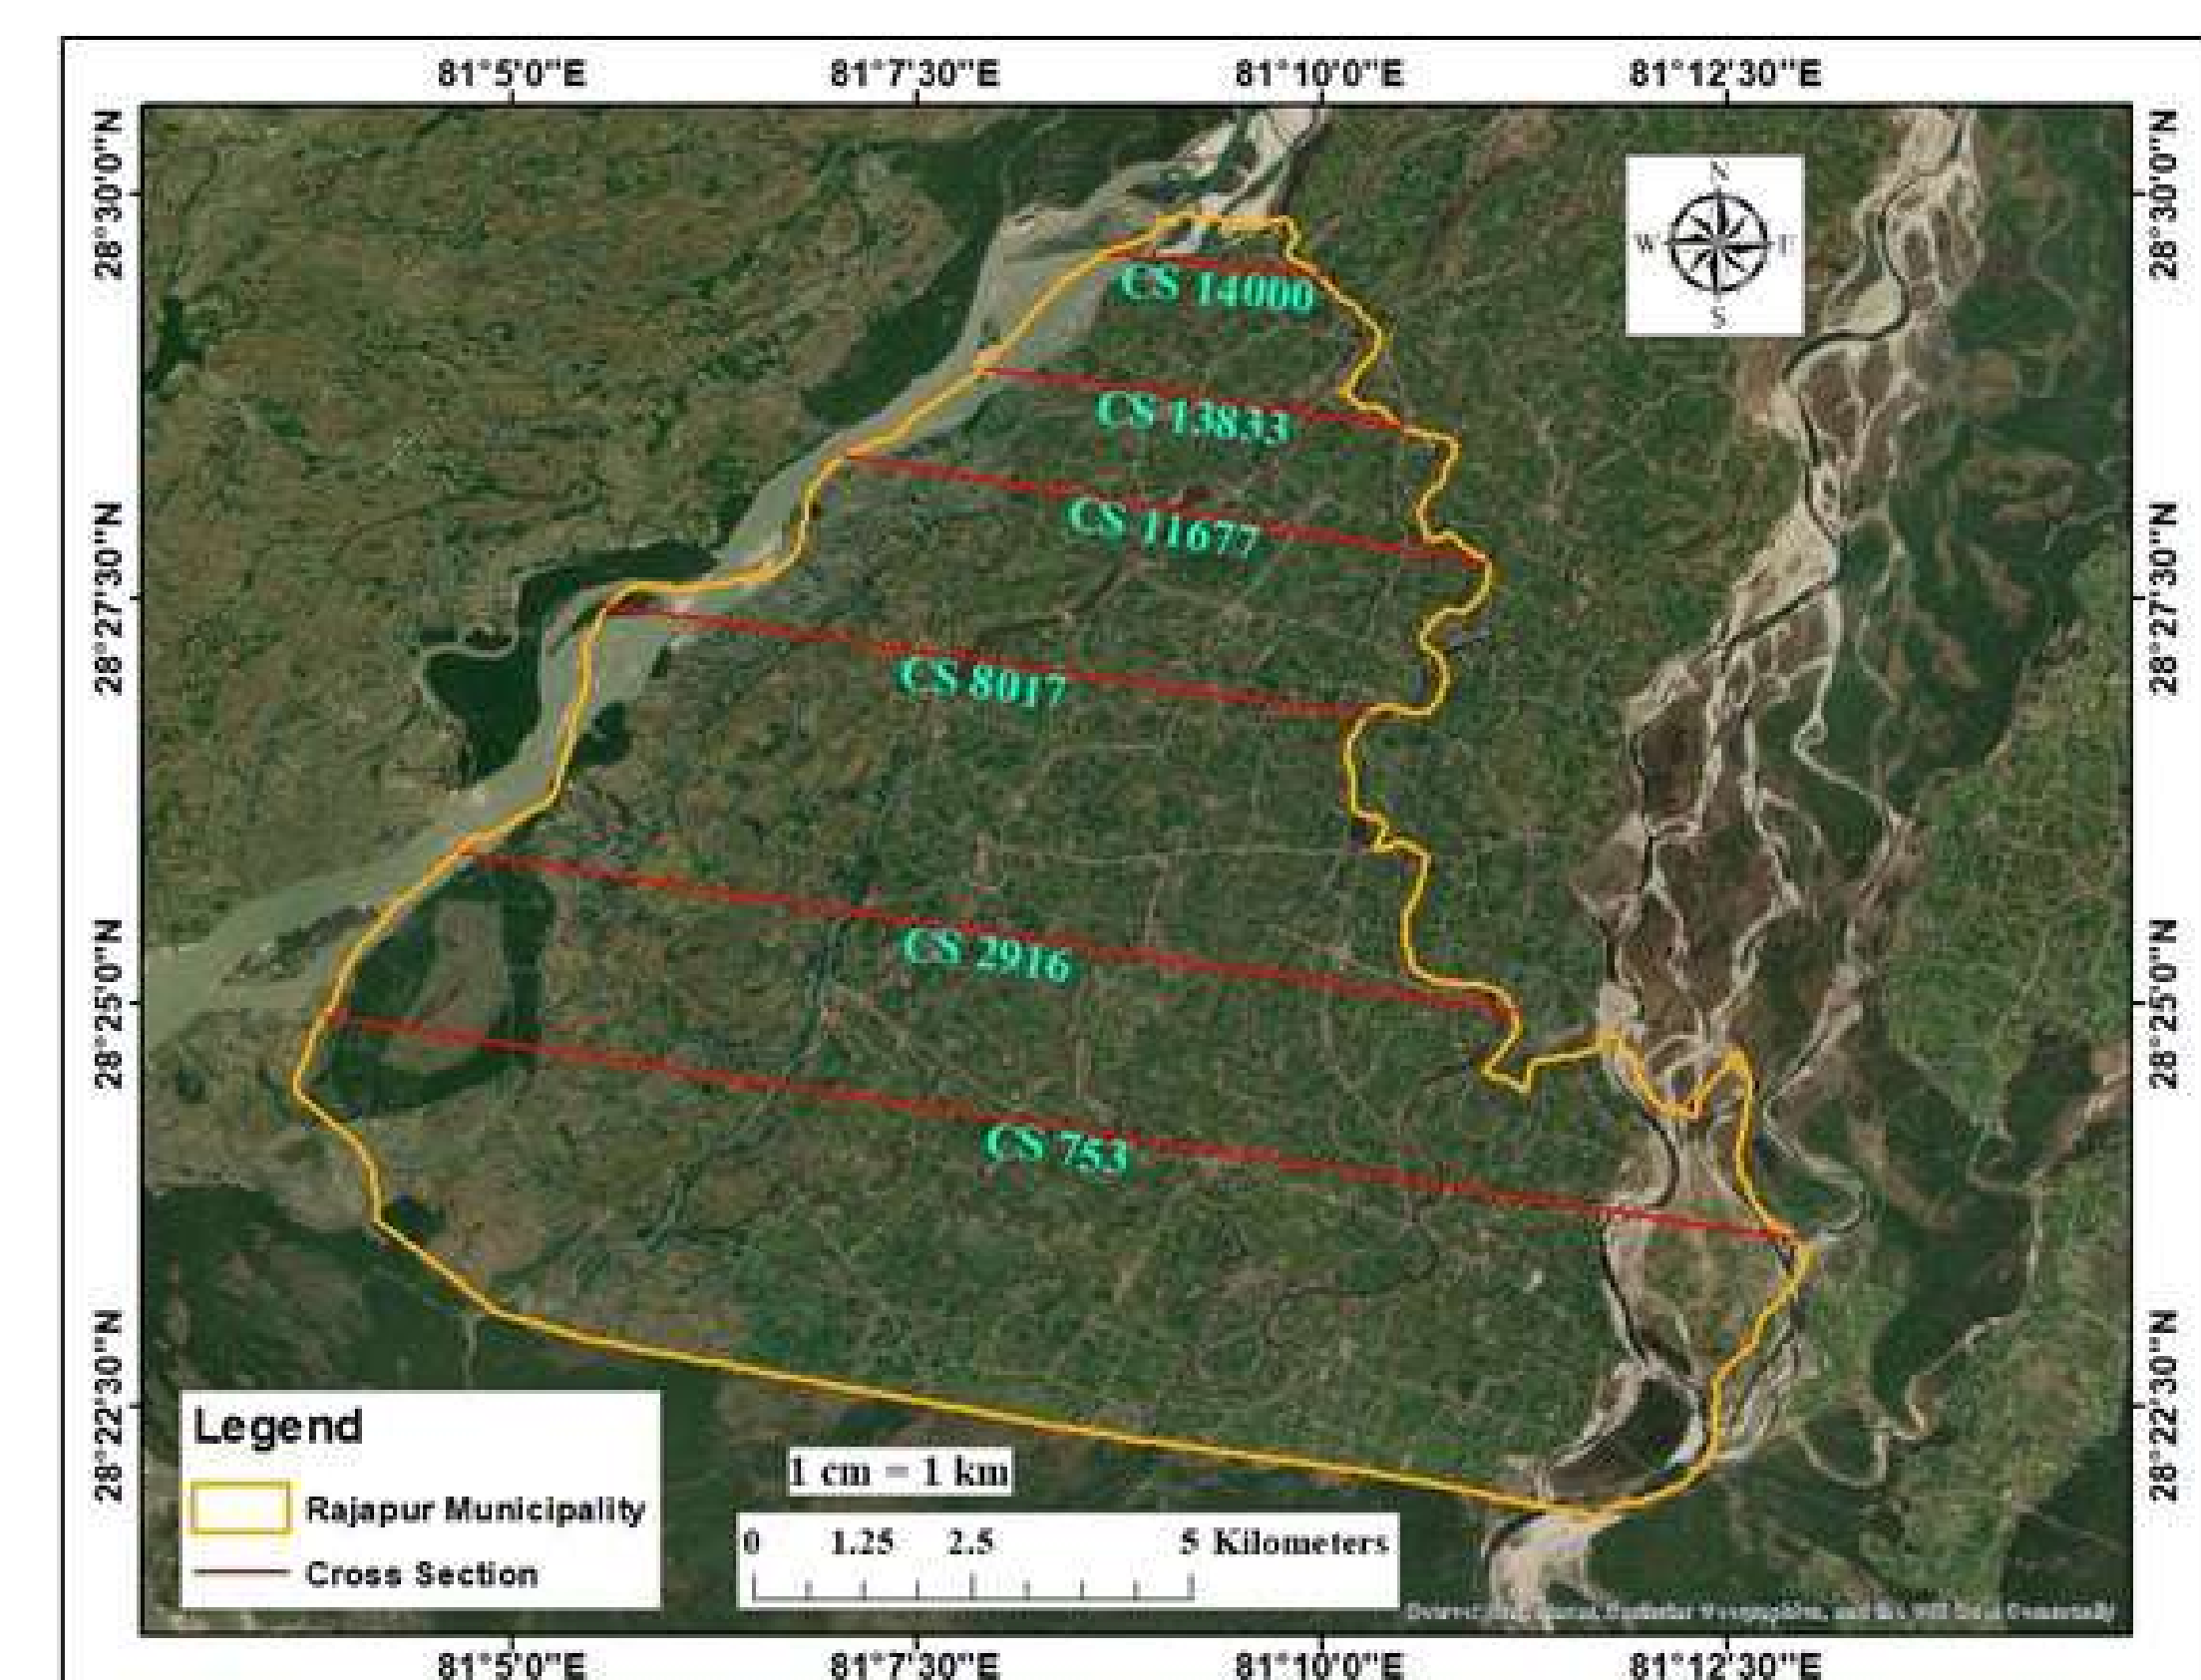 81°5'0"E 81°7'30"E 81°10'0"E 81°12'30"E
28°30'0"N
28°30'0"N
N
W
S
CS 14000
CS 13833
CS 11677
28°27'30"N
28°27'30"N
CS 8017
CS 2916
28°25'0"N
28°25'0"N
CS 753
28°22'30"N
28°22'30"N
Legend
Rajapur Municipality
Cross Section
1 cm = 1 km
0 1.25 2.5 5 Kilometers
81°5'0"E 81°7'30"E 81°10'0"E 81°12'30"E